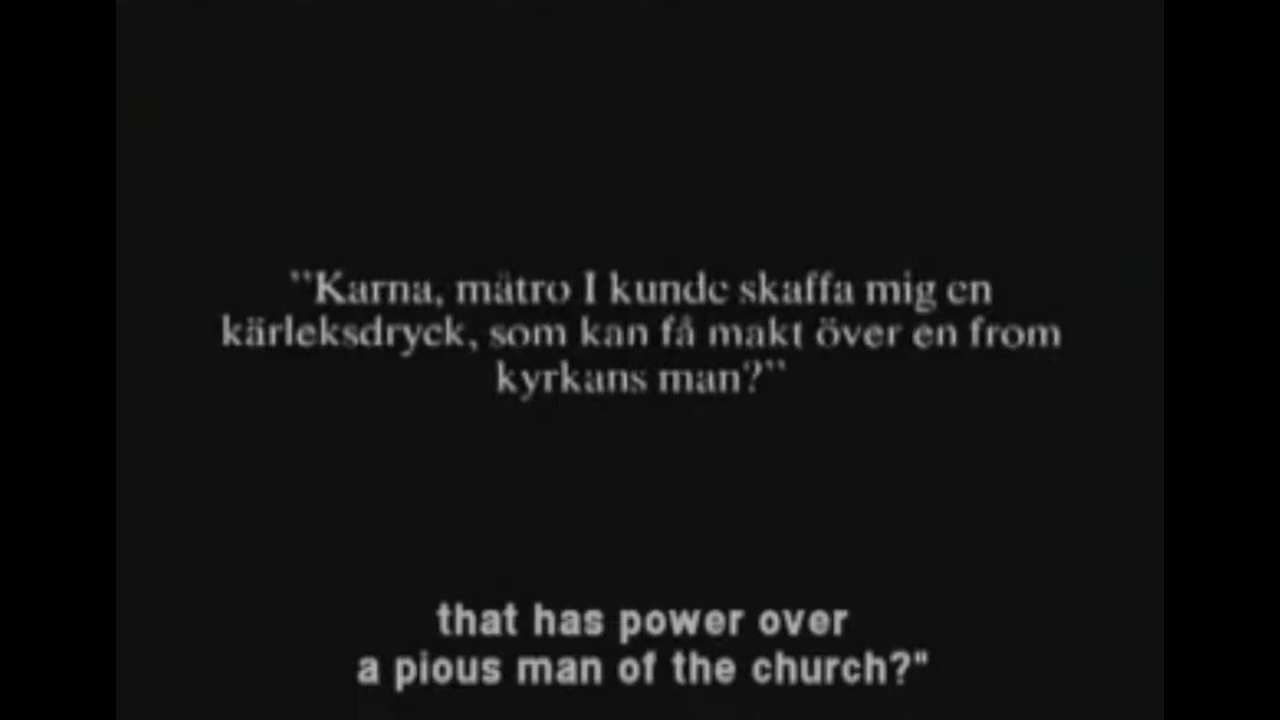 "Karna, mätro I kunde skaffa mig en
kärleksdryck, som kan få makt över en from
kyrkans man?"
that has power over
a pious man of the church?"